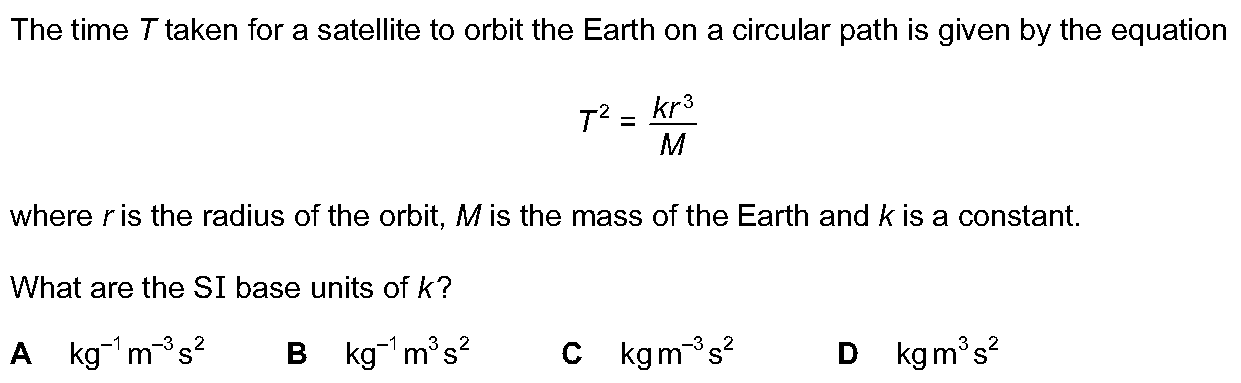 The time T taken for a satellite to orbit the Earth on a circular path is given by the equation
T² = kr³/M
where r is the radius of the orbit, M is the mass of the Earth and k is a constant.
What are the SI base units of k?
A kg⁻¹ m⁻³ s² B kg⁻¹ m³ s² C kg m⁻³ s² D kg m³ s²